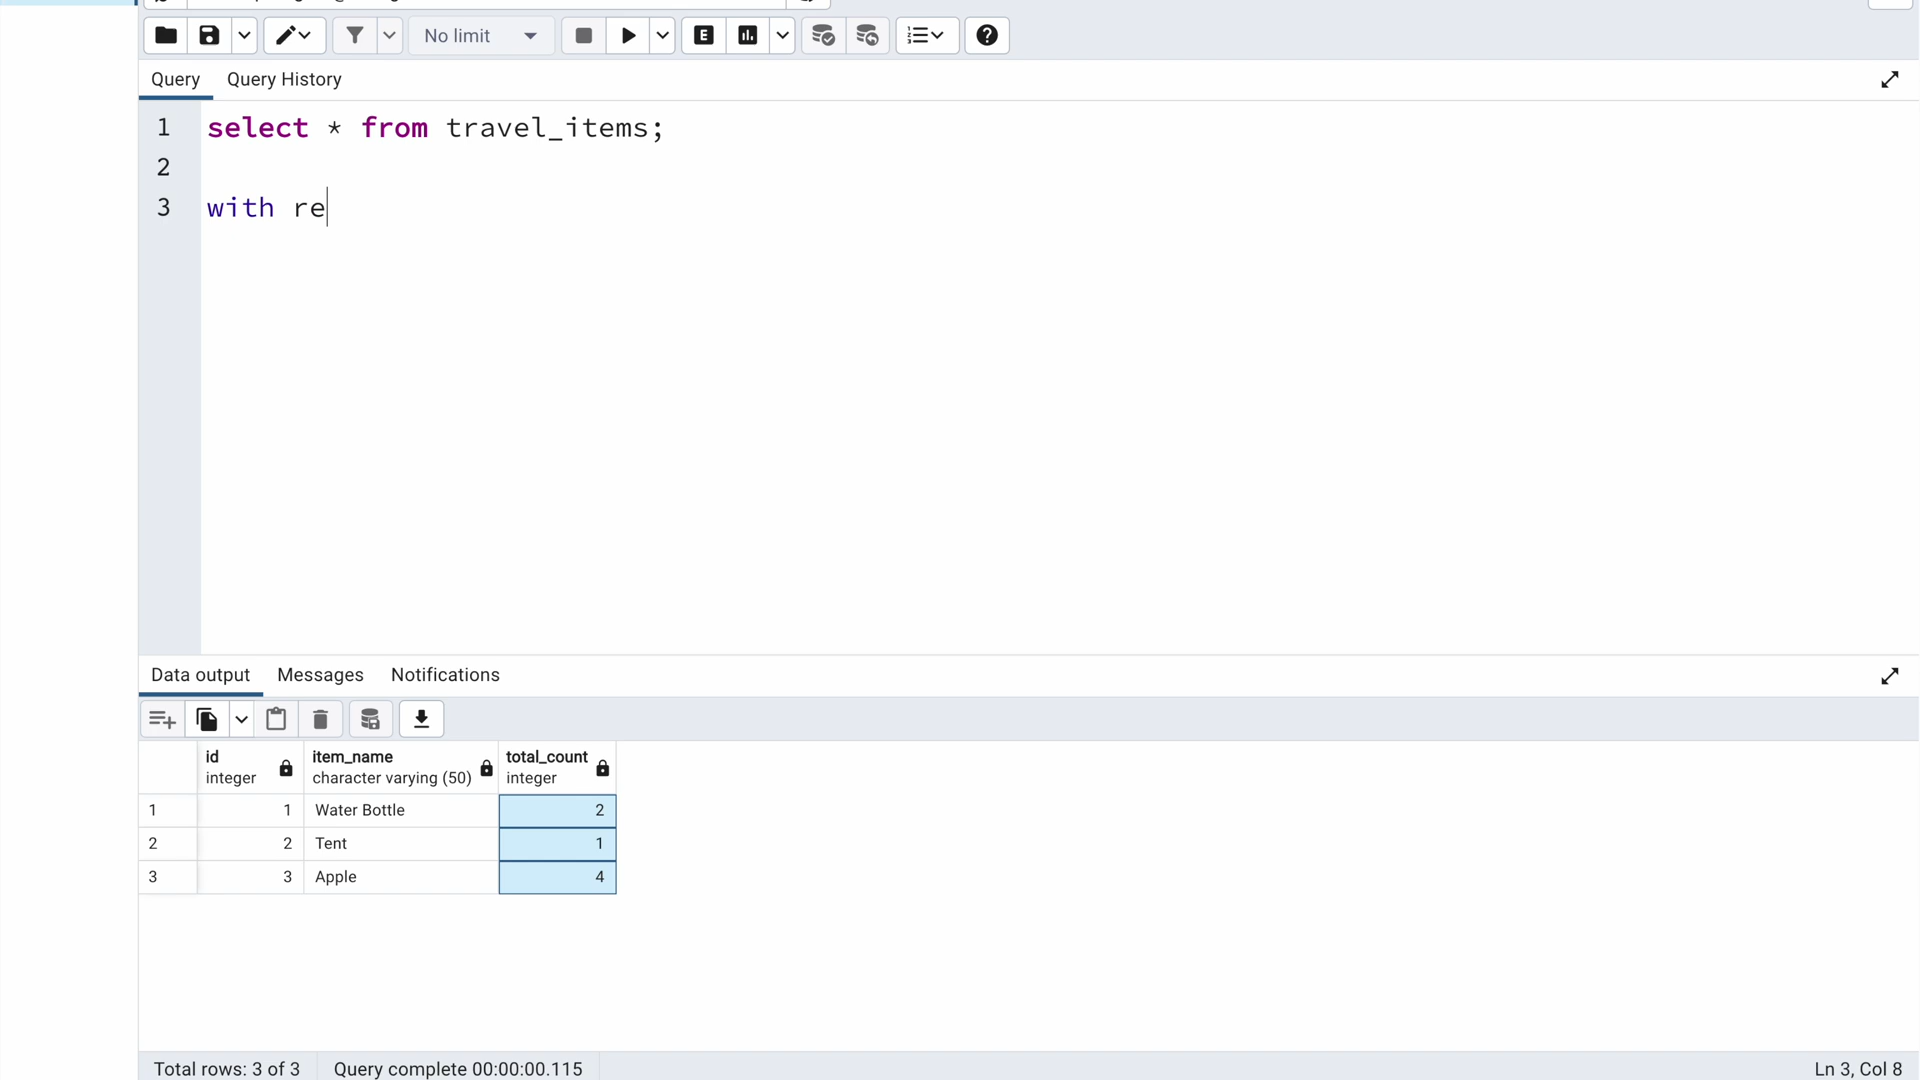 No limit
E
Query Query History
1 select * from travel_items;
2
3 with re
Data output Messages Notifications
id item_name total_count
integer character varying (50) integer
1 1 Water Bottle 2
2 2 Tent 1
3 3 Apple 4
Total rows: 3 of 3 Query complete 00:00:00.115 Ln 3, Col 8